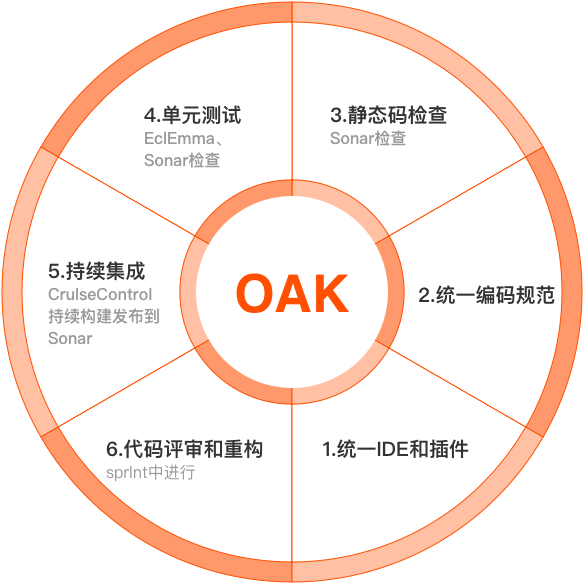 4.单元测试
EclEmma、
Sonar检查
3.静态码检查
Sonar检查
5.持续集成
CrulseControl
持续构建发布到
Sonar
OAK
2.统一编码规范
6.代码评审和重构
sprInt中进行
1.统一IDE和插件